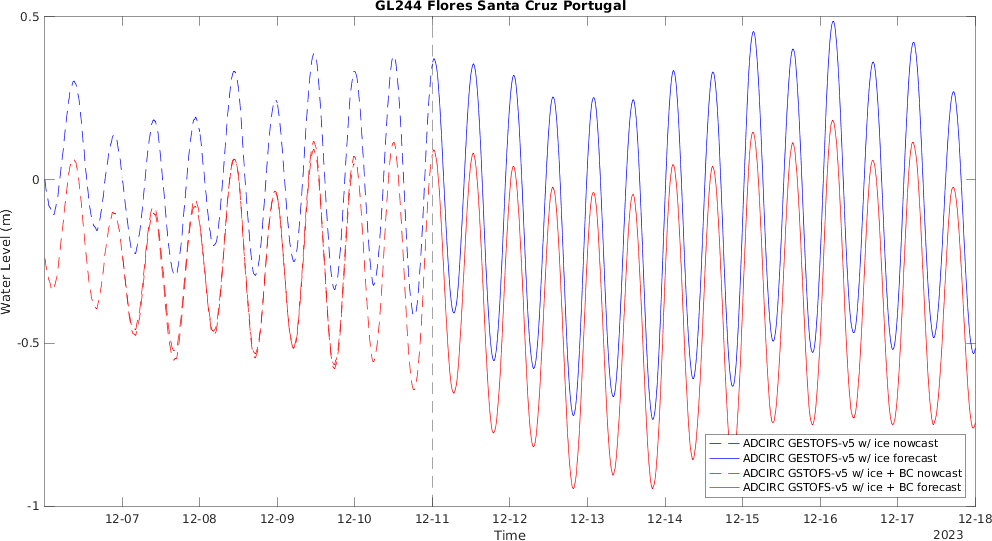 GL244 Flores Santa Cruz Portugal
0.5
0
-0.5
-1
Water Level (m)
ADCIRC GESTOFS-v5 w/ ice nowcast
ADCIRC GESTOFS-v5 w/ ice forecast
ADCIRC GSTOFS-v5 w/ ice + BC nowcast
ADCIRC GSTOFS-v5 w/ ice + BC forecast
12-07 12-08 12-09 12-10 12-11 12-12 12-13 12-14 12-15 12-16 12-17 12-18
Time
2023